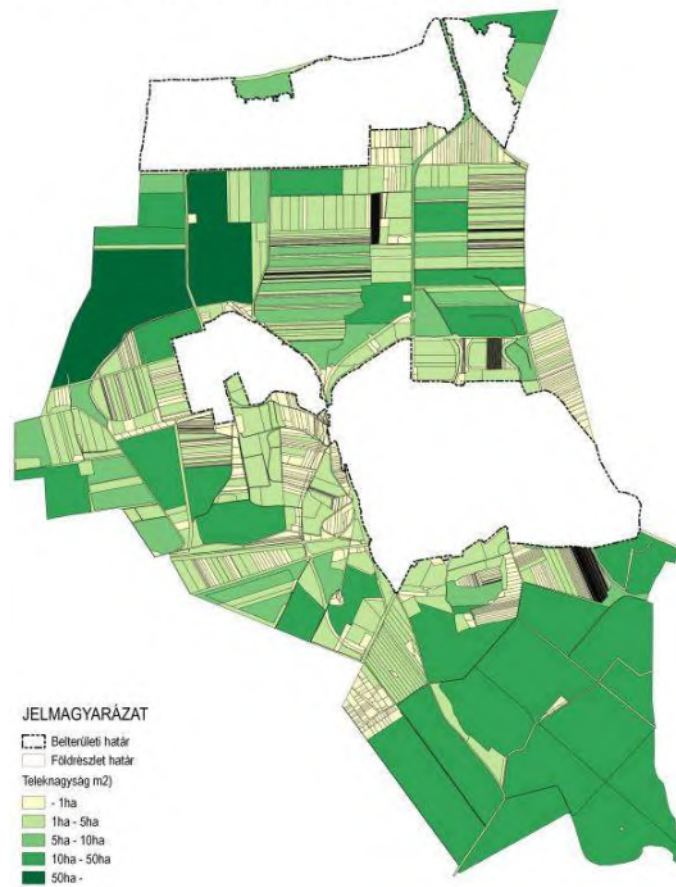 JELMAGYARÁZAT
Belterületi határ
Földrészlet határ
Teleknagyság m2)
- 1ha
1ha - 5ha
5ha - 10ha
10ha - 50ha
50ha -